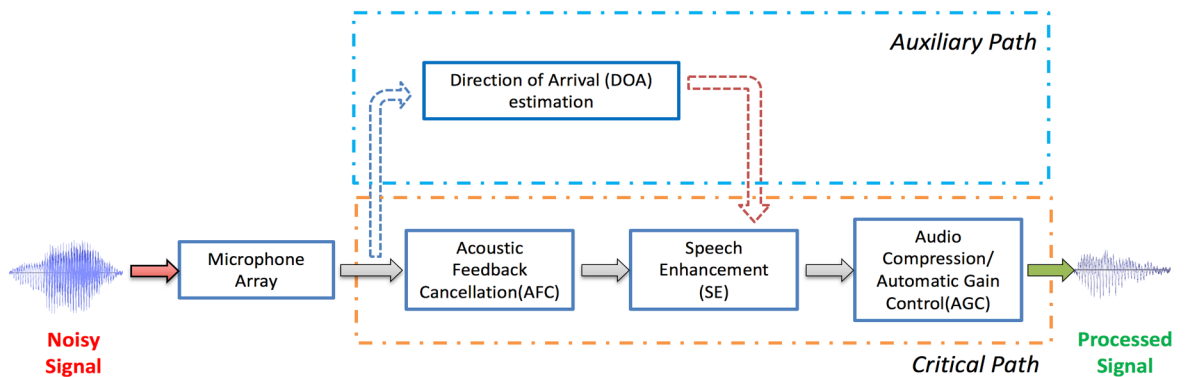 Auxiliary Path
Direction of Arrival (DOA)
estimation
Microphone
Array
Acoustic
Feedback
Cancellation(AFC)
Speech
Enhancement
(SE)
Audio
Compression/
Automatic Gain
Control(AGC)
Noisy
Signal
Critical Path
Processed
Signal